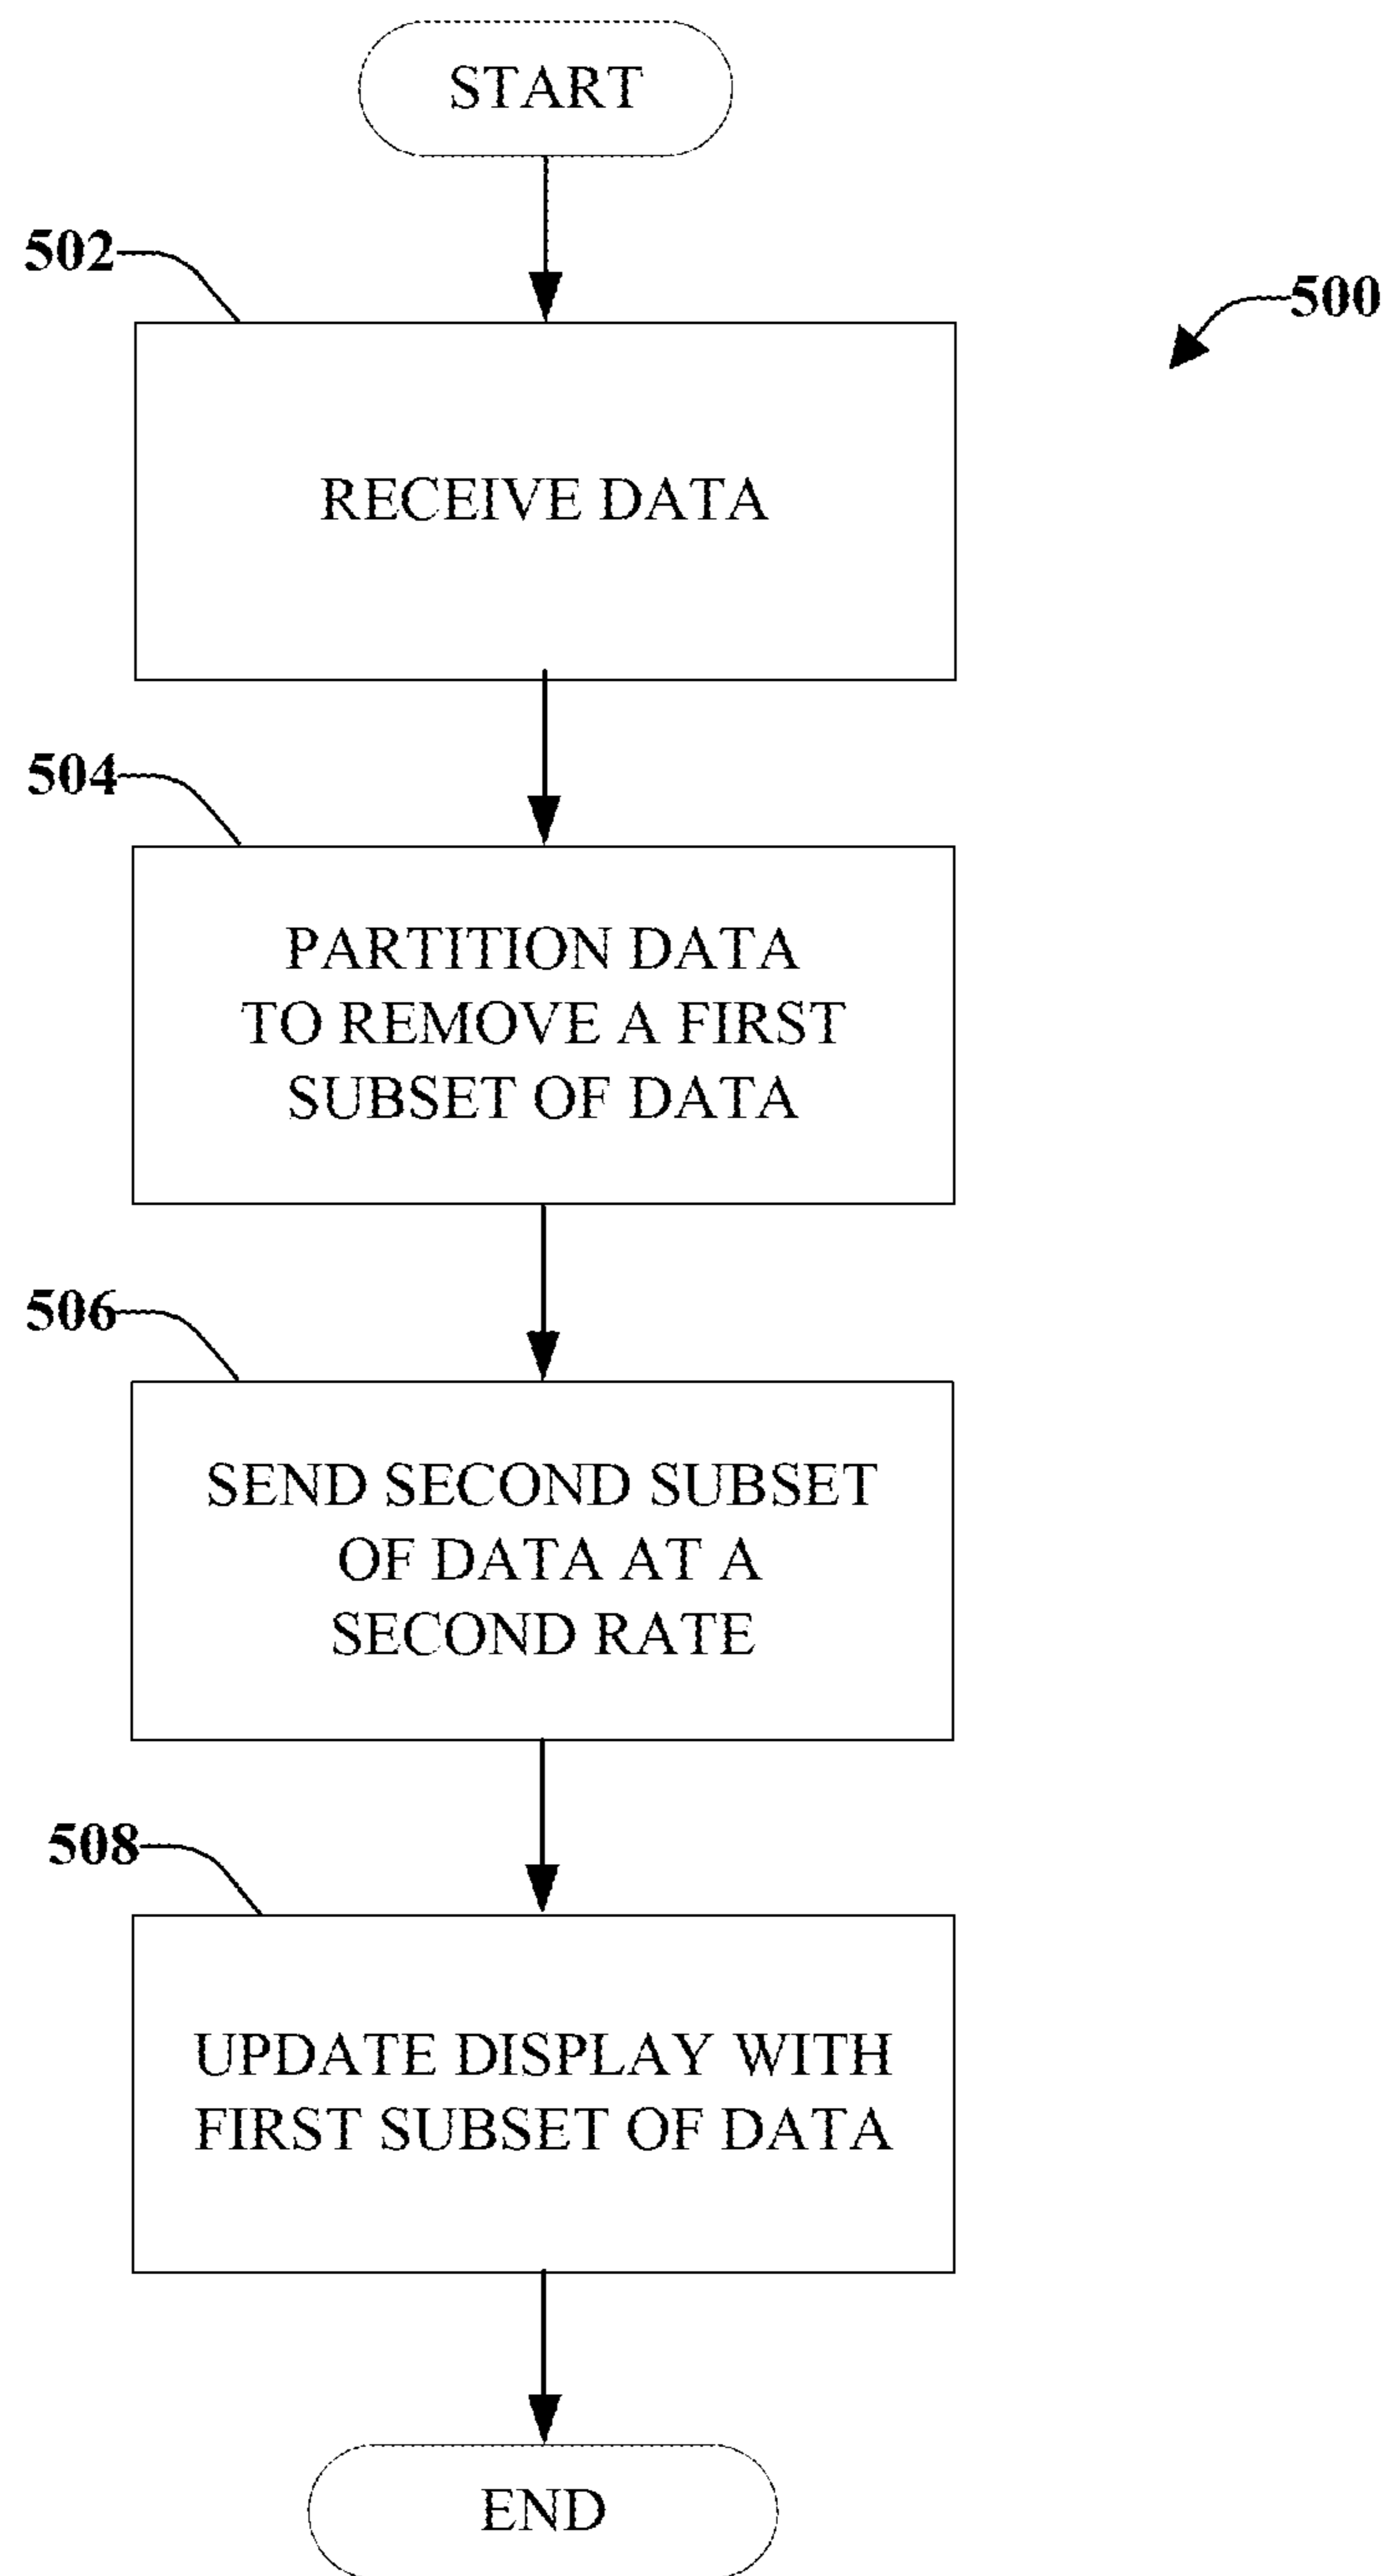 START
502
500
RECEIVE DATA
504
PARTITION DATA
TO REMOVE A FIRST
SUBSET OF DATA
506
SEND SECOND SUBSET
OF DATA AT A
SECOND RATE
508
UPDATE DISPLAY WITH
FIRST SUBSET OF DATA
END